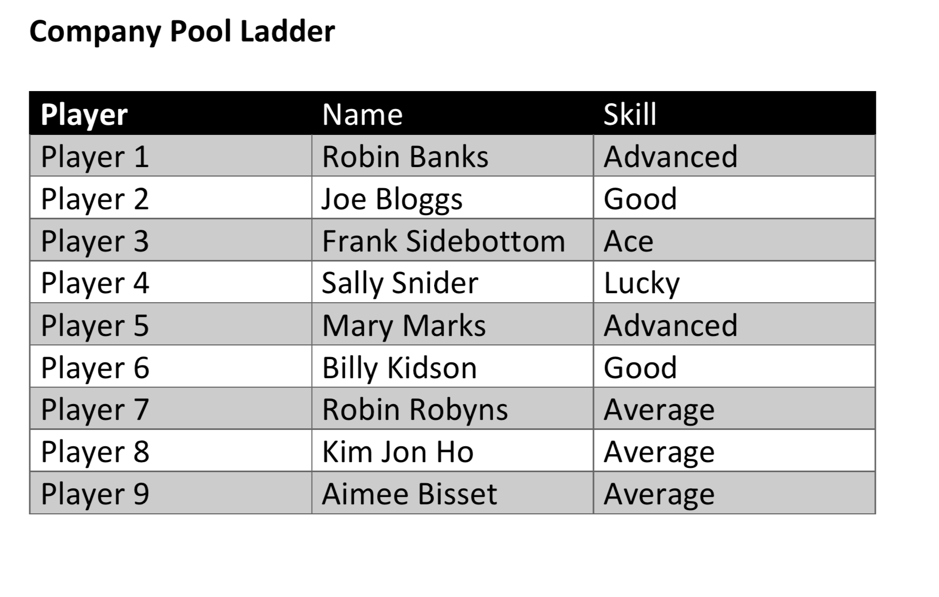 Company Pool Ladder
Player Name Skill
Player 1 Robin Banks Advanced
Player 2 Joe Bloggs Good
Player 3 Frank Sidebottom Ace
Player 4 Sally Snider Lucky
Player 5 Mary Marks Advanced
Player 6 Billy Kidson Good
Player 7 Robin Robyns Average
Player 8 Kim Jon Ho Average
Player 9 Aimee Bisset Average